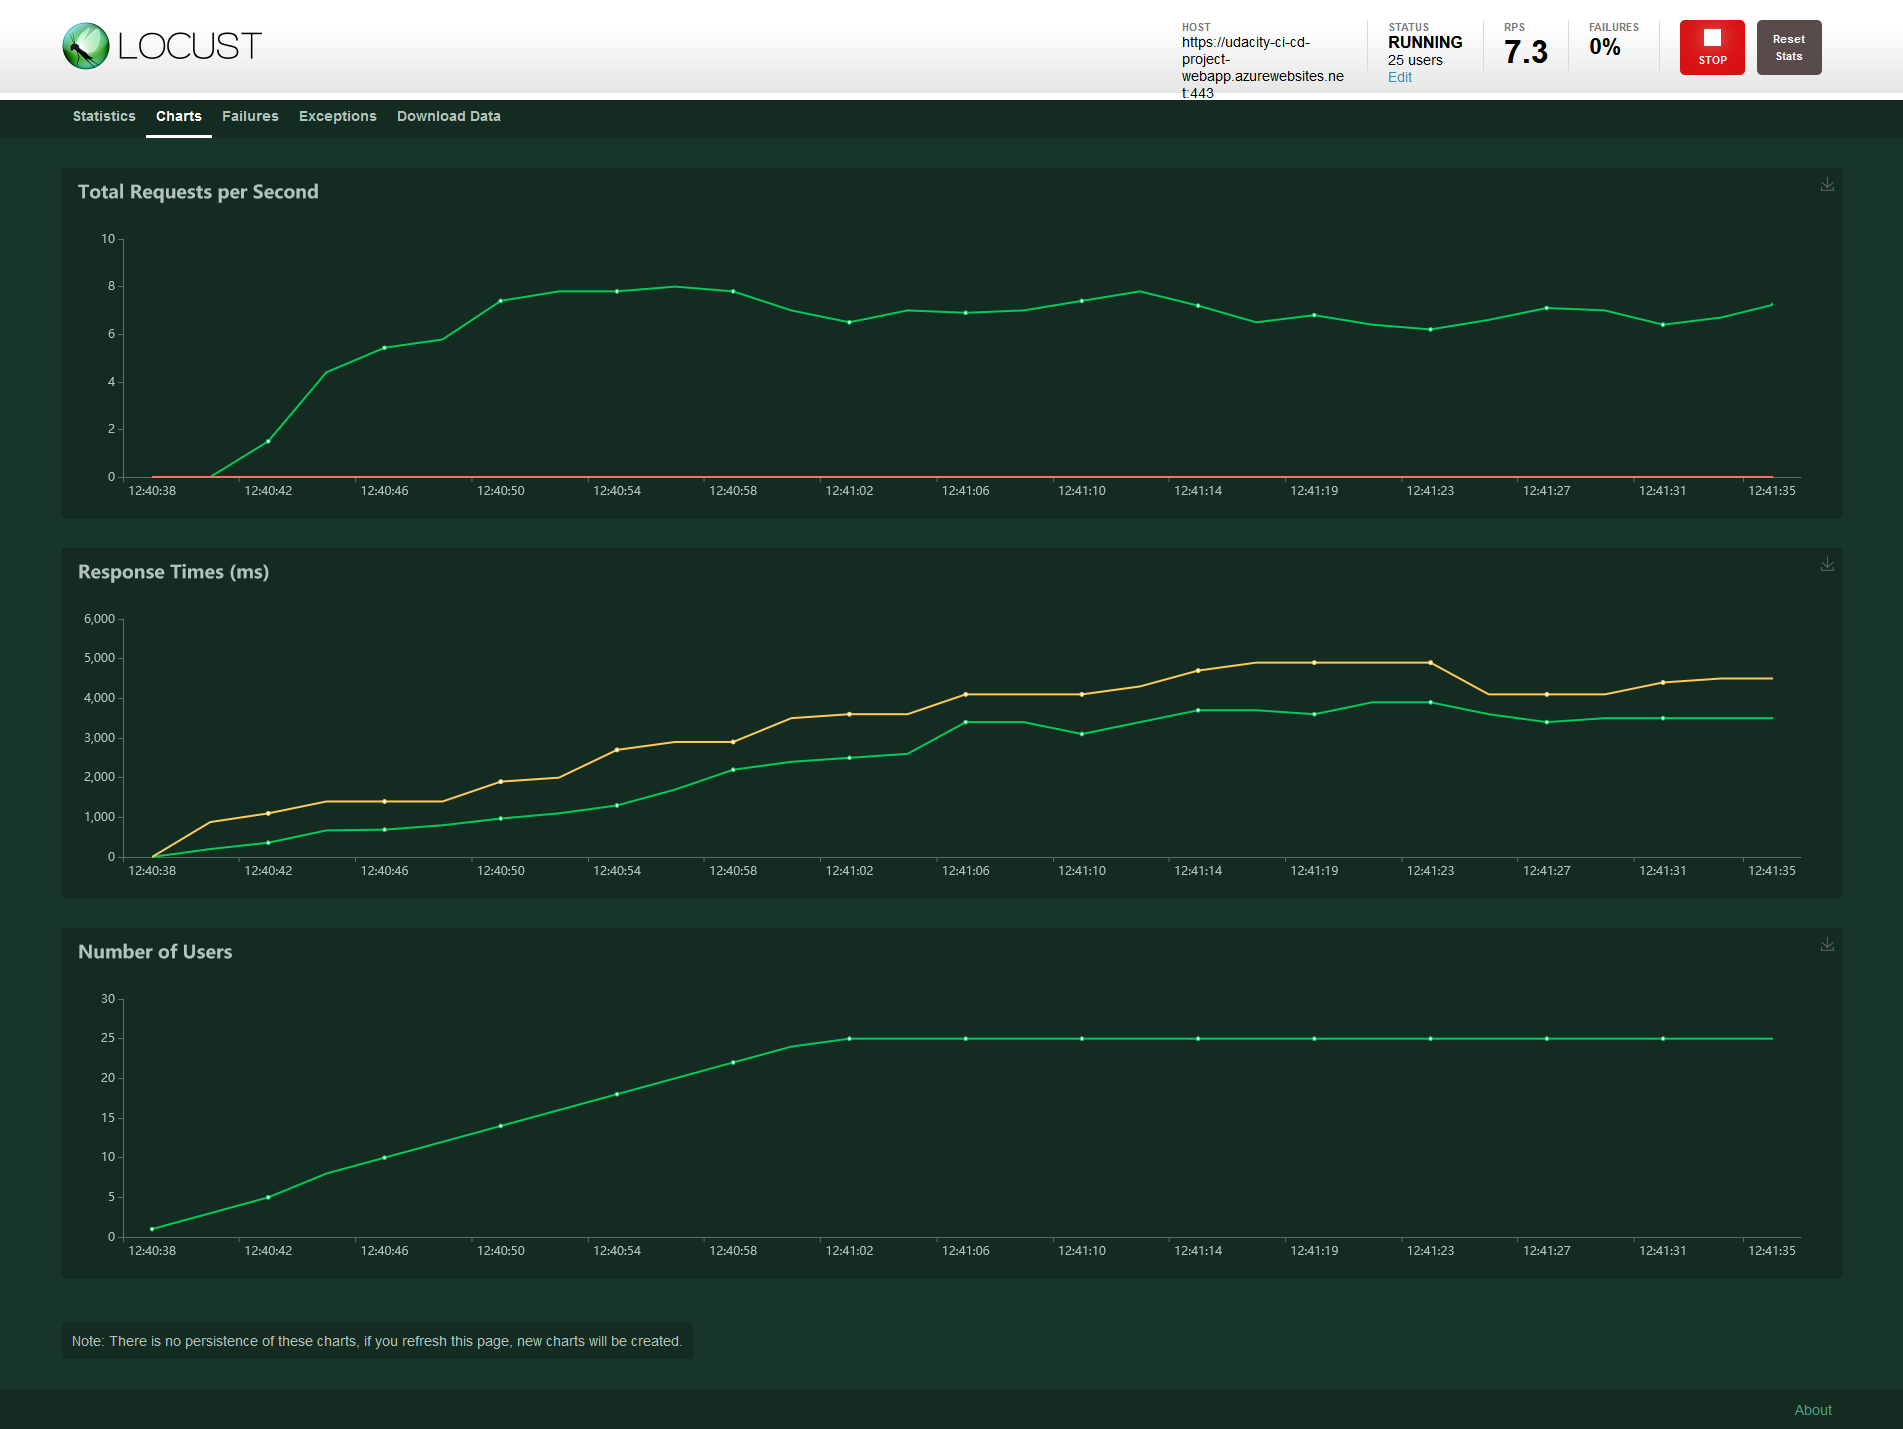 LOCUST
HOST
https://udacity-ci-cd-
project-
webapp.azurewebsites.ne
t:443
STATUS
RUNNING
25 users
Edit
RPS
7.3
FAILURES
0%
STOP
Reset
Stats
Statistics Charts Failures Exceptions Download Data
Total Requests per Second
10
8
6
4
2
0
12:40:38 12:40:42 12:40:46 12:40:50 12:40:54 12:40:58 12:41:02 12:41:06 12:41:10 12:41:14 12:41:19 12:41:23 12:41:27 12:41:31 12:41:35
Response Times (ms)
6,000
5,000
4,000
3,000
2,000
1,000
0
12:40:38 12:40:42 12:40:46 12:40:50 12:40:54 12:40:58 12:41:02 12:41:06 12:41:10 12:41:14 12:41:19 12:41:23 12:41:27 12:41:31 12:41:35
Number of Users
30
25
20
15
10
5
0
12:40:38 12:40:42 12:40:46 12:40:50 12:40:54 12:40:58 12:41:02 12:41:06 12:41:10 12:41:14 12:41:19 12:41:23 12:41:27 12:41:31 12:41:35
Note: There is no persistence of these charts, if you refresh this page, new charts will be created.
About